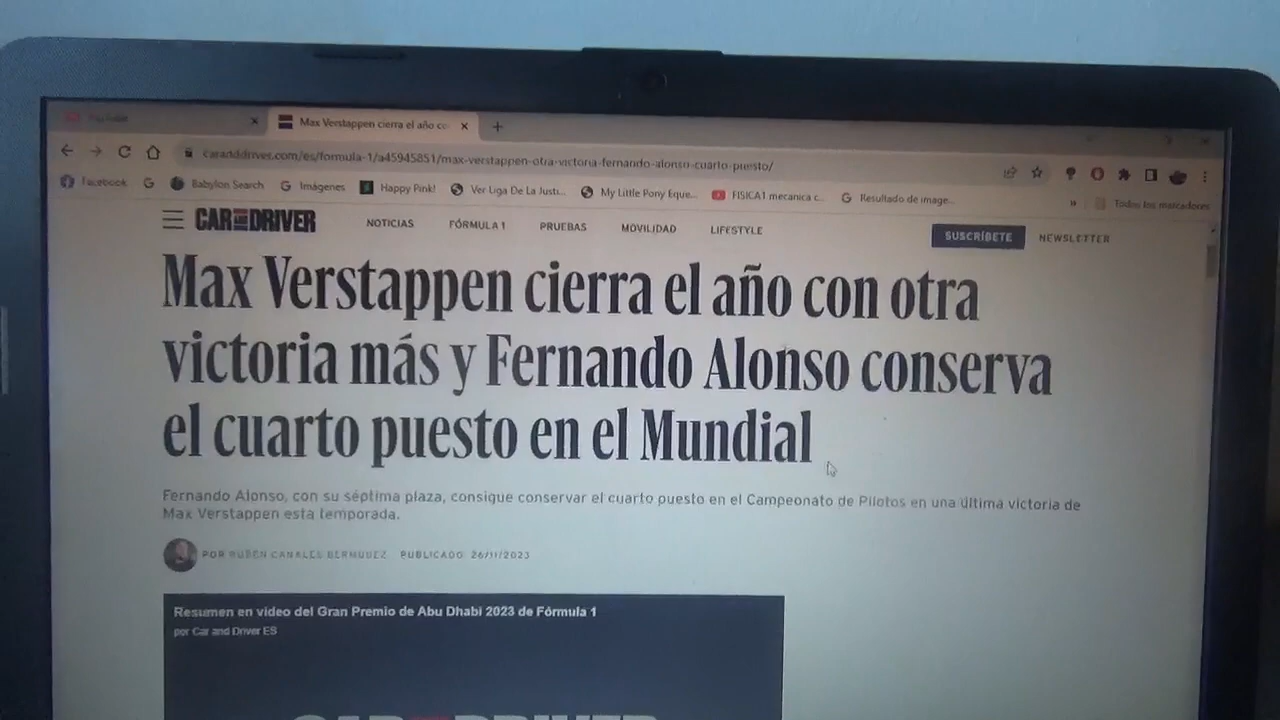 Max Verstappen cierra el año co
caranddriver.com/es/formula-1/a45945851/max-verstappen-otra-victoria-fernando-alonso-cuarto-puesto/
Facebook Babylon Search Imágenes Happy Pink! Ver Liga De La Justi... My Little Pony Eque... FISICA1 mecanica c... Resultado de image... » Todos los marcadores
CAR AND DRIVER NOTICIAS FÓRMULA 1 PRUEBAS MOVILIDAD LIFESTYLE SUSCRÍBETE NEWSLETTER
Max Verstappen cierra el año con otra
victoria más y Fernando Alonso conserva
el cuarto puesto en el Mundial
Fernando Alonso, con su séptima plaza, consigue conservar el cuarto puesto en el Campeonato de Pilotos en una última victoria de
Max Verstappen esta temporada.
POR RUBÉN CANALES BERMÚDEZ PUBLICADO: 26/11/2023
Resumen en vídeo del Gran Premio de Abu Dhabi 2023 de Fórmula 1
por Car and Driver ES